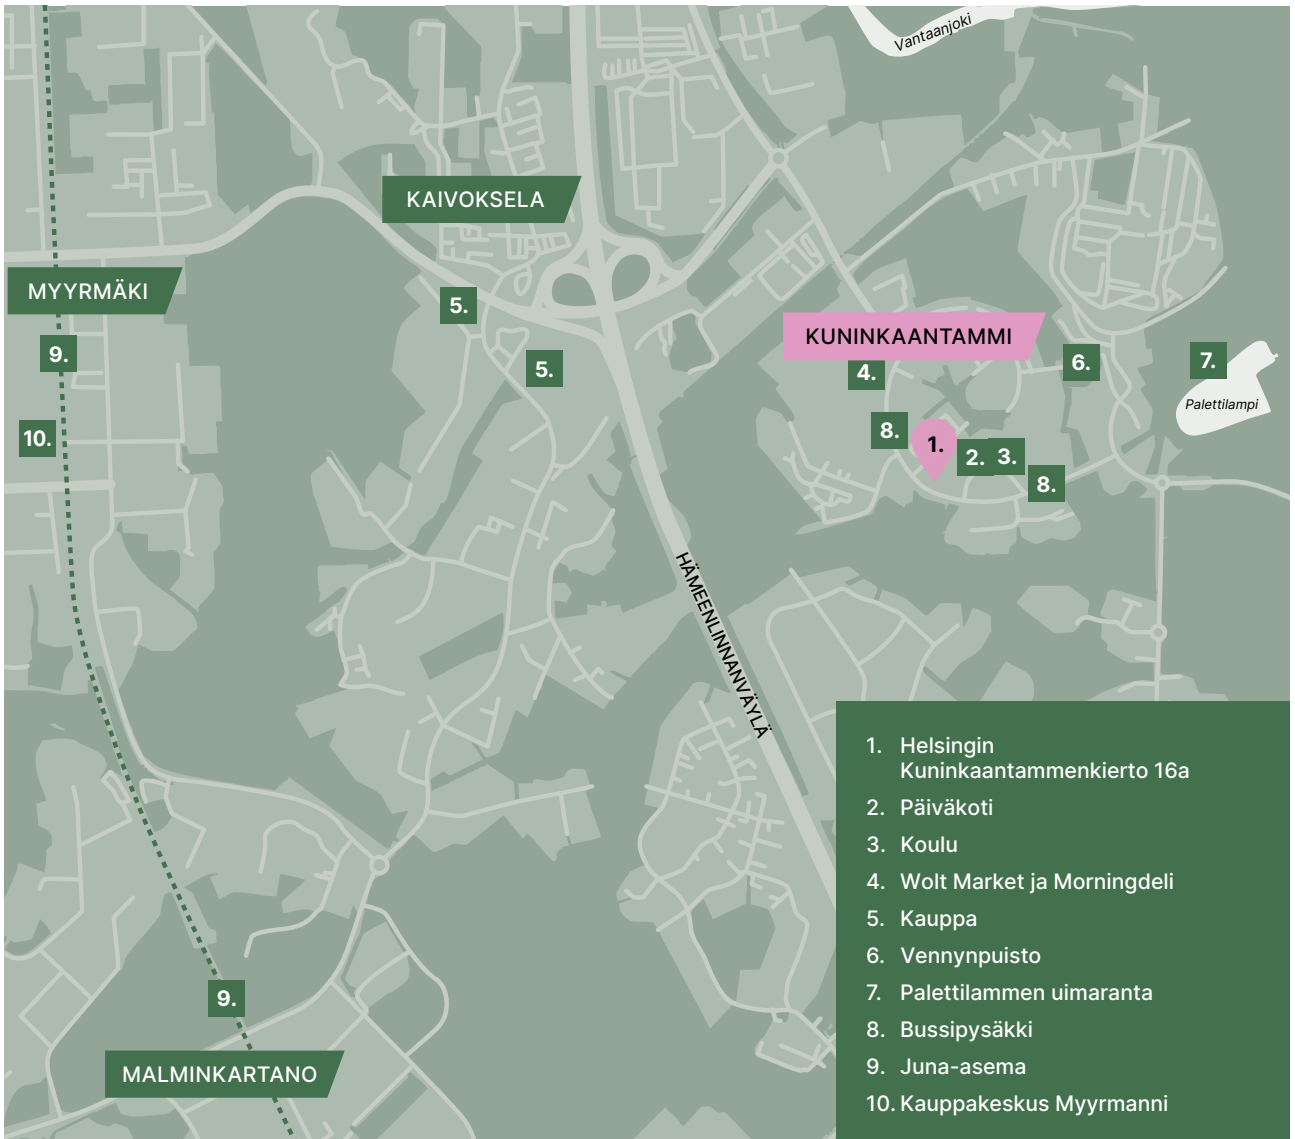 Vantaanjoki
KAIVOKSELA
MYYRMÄKI
5.
KUNINKAANTAMMI
9.
5.
4.
6.
7.
Palettilampi
10.
8.
1.
2.
3.
8.
HÄMEENLINNANVÄYLÄ
9.
MALMINKARTANO
1. Helsingin
Kuninkaantammenkierto 16a
2. Päiväkoti
3. Koulu
4. Wolt Market ja Morningdeli
5. Kauppa
6. Vennynpuisto
7. Palettilammen uimaranta
8. Bussipysäkki
9. Juna-asema
10. Kauppakeskus Myyrmanni